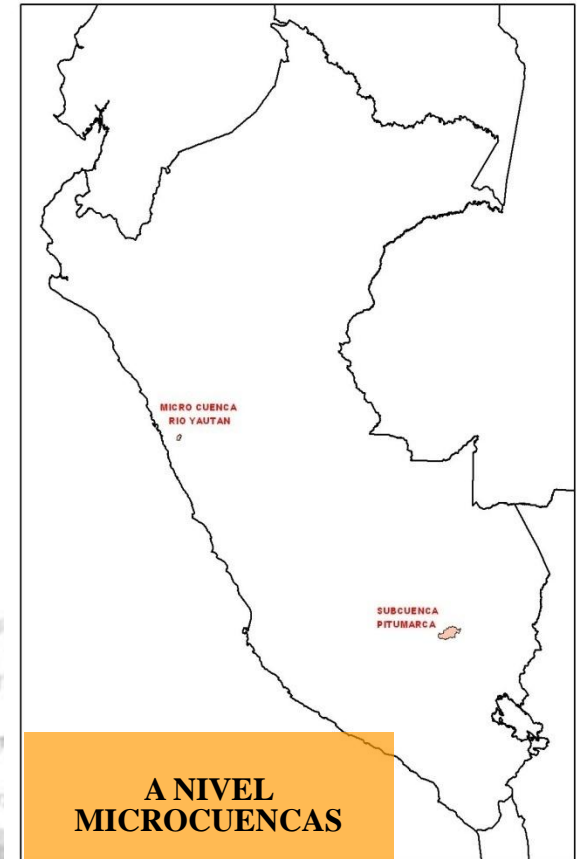 MICRO CUENCA
RIO YAUTAN
SUBCUENCA
PITUMARCA
A NIVEL
MICROCUENCAS